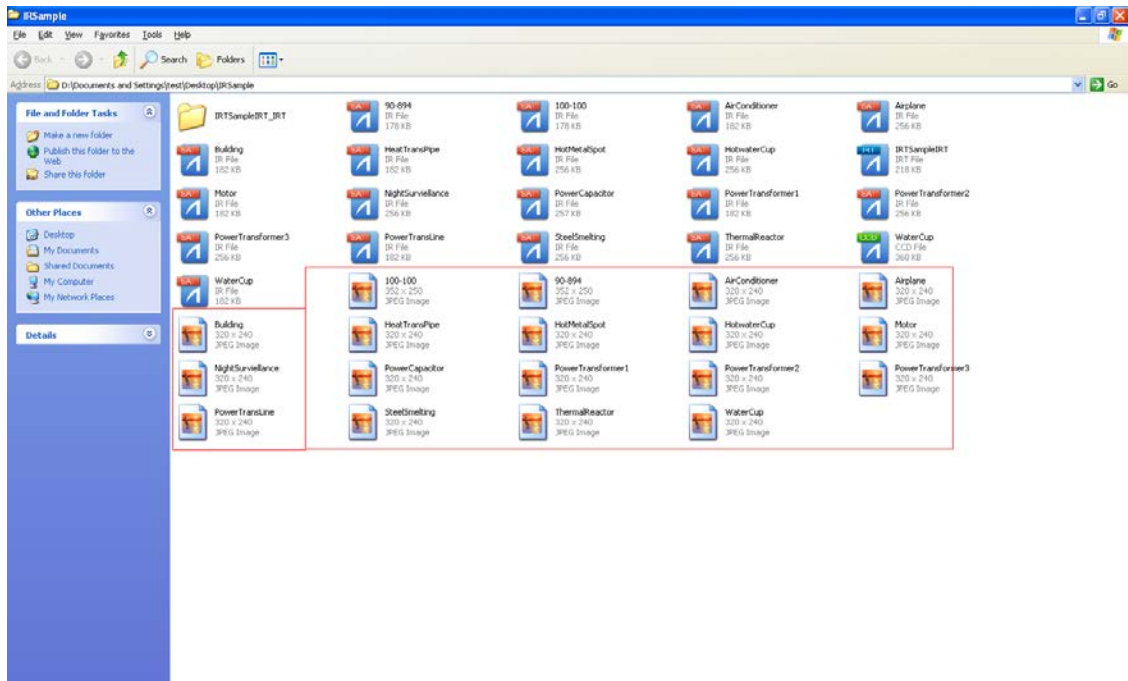 IRSample
File Edit View Favorites Tools Help
Back Search Folders
Address D:\Documents and Settings\test\Desktop\IRSample Go
File and Folder Tasks
Make a new folder
Publish this folder to the Web
Share this folder
Other Places
Desktop
My Documents
Shared Documents
My Computer
My Network Places
Details
IRTSampleIRT_IRT
90-894
IR File
178 KB
100-100
IR File
178 KB
AirConditioner
IR File
182 KB
Airplane
IR File
256 KB
Building
IR File
182 KB
HeatTransPipe
IR File
182 KB
HotMetalSpot
IR File
256 KB
HotwaterCup
IR File
256 KB
IRTSampleIRT
IRT File
218 KB
Motor
IR File
182 KB
NightSurviellance
IR File
256 KB
PowerCapacitor
IR File
257 KB
PowerTransformer1
IR File
182 KB
PowerTransformer2
IR File
256 KB
PowerTransformer3
IR File
256 KB
PowerTransLine
IR File
182 KB
SteelSmelting
IR File
256 KB
ThermalReactor
IR File
256 KB
CCD
WaterCup
CCD File
360 KB
WaterCup
IR File
182 KB
100-100
352 x 250
JPEG Image
90-894
352 x 250
JPEG Image
AirConditioner
320 x 240
JPEG Image
Airplane
320 x 240
JPEG Image
Building
320 x 240
JPEG Image
HeatTransPipe
320 x 240
JPEG Image
HotMetalSpot
320 x 240
JPEG Image
HotwaterCup
320 x 240
JPEG Image
Motor
320 x 240
JPEG Image
NightSurviellance
320 x 240
JPEG Image
PowerCapacitor
320 x 240
JPEG Image
PowerTransformer1
320 x 240
JPEG Image
PowerTransformer2
320 x 240
JPEG Image
PowerTransformer3
320 x 240
JPEG Image
PowerTransLine
320 x 240
JPEG Image
SteelSmelting
320 x 240
JPEG Image
ThermalReactor
320 x 240
JPEG Image
WaterCup
320 x 240
JPEG Image